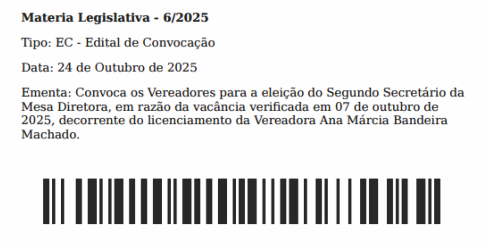 Materia Legislativa - 6/2025
Tipo: EC - Edital de Convocação
Data: 24 de Outubro de 2025
Ementa: Convoca os Vereadores para a eleição do Segundo Secretário da
Mesa Diretora, em razão da vacância verificada em 07 de outubro de
2025, decorrente do licenciamento da Vereadora Ana Márcia Bandeira
Machado.